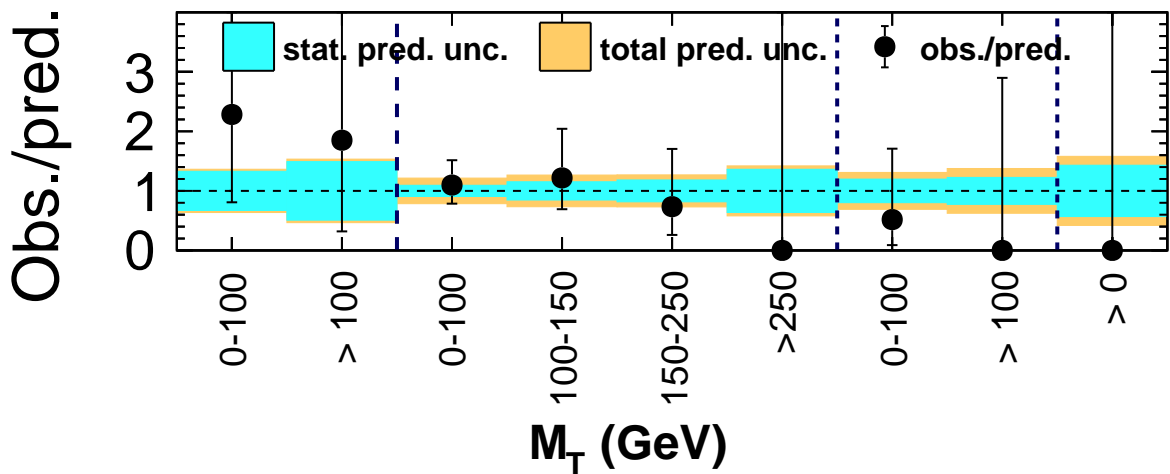 Obs./pred.
stat. pred. unc.
total pred. unc.
obs./pred.
3
2
1
0
0-100
> 100
0-100
100-150
150-250
>250
0-100
> 100
> 0
M_T (GeV)